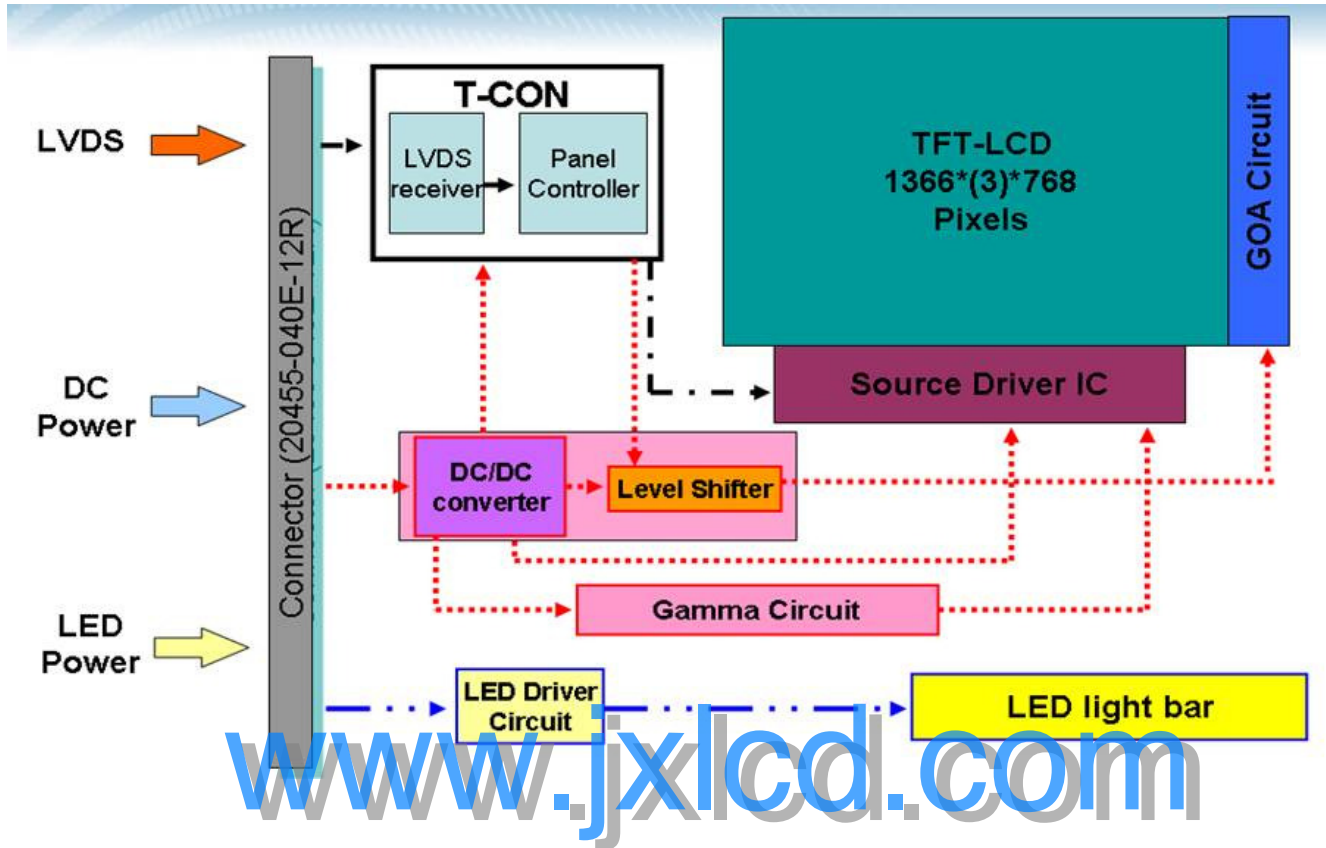 LVDS
DC
Power
LED
Power
Connector (20455-040E-12R)
T-CON
LVDS
receiver
Panel
Controller
TFT-LCD
1366*(3)*768
Pixels
GOA Circuit
Source Driver IC
DC/DC
converter
Level Shifter
Gamma Circuit
LED Driver
Circuit
LED light bar
www.jxlcd.com